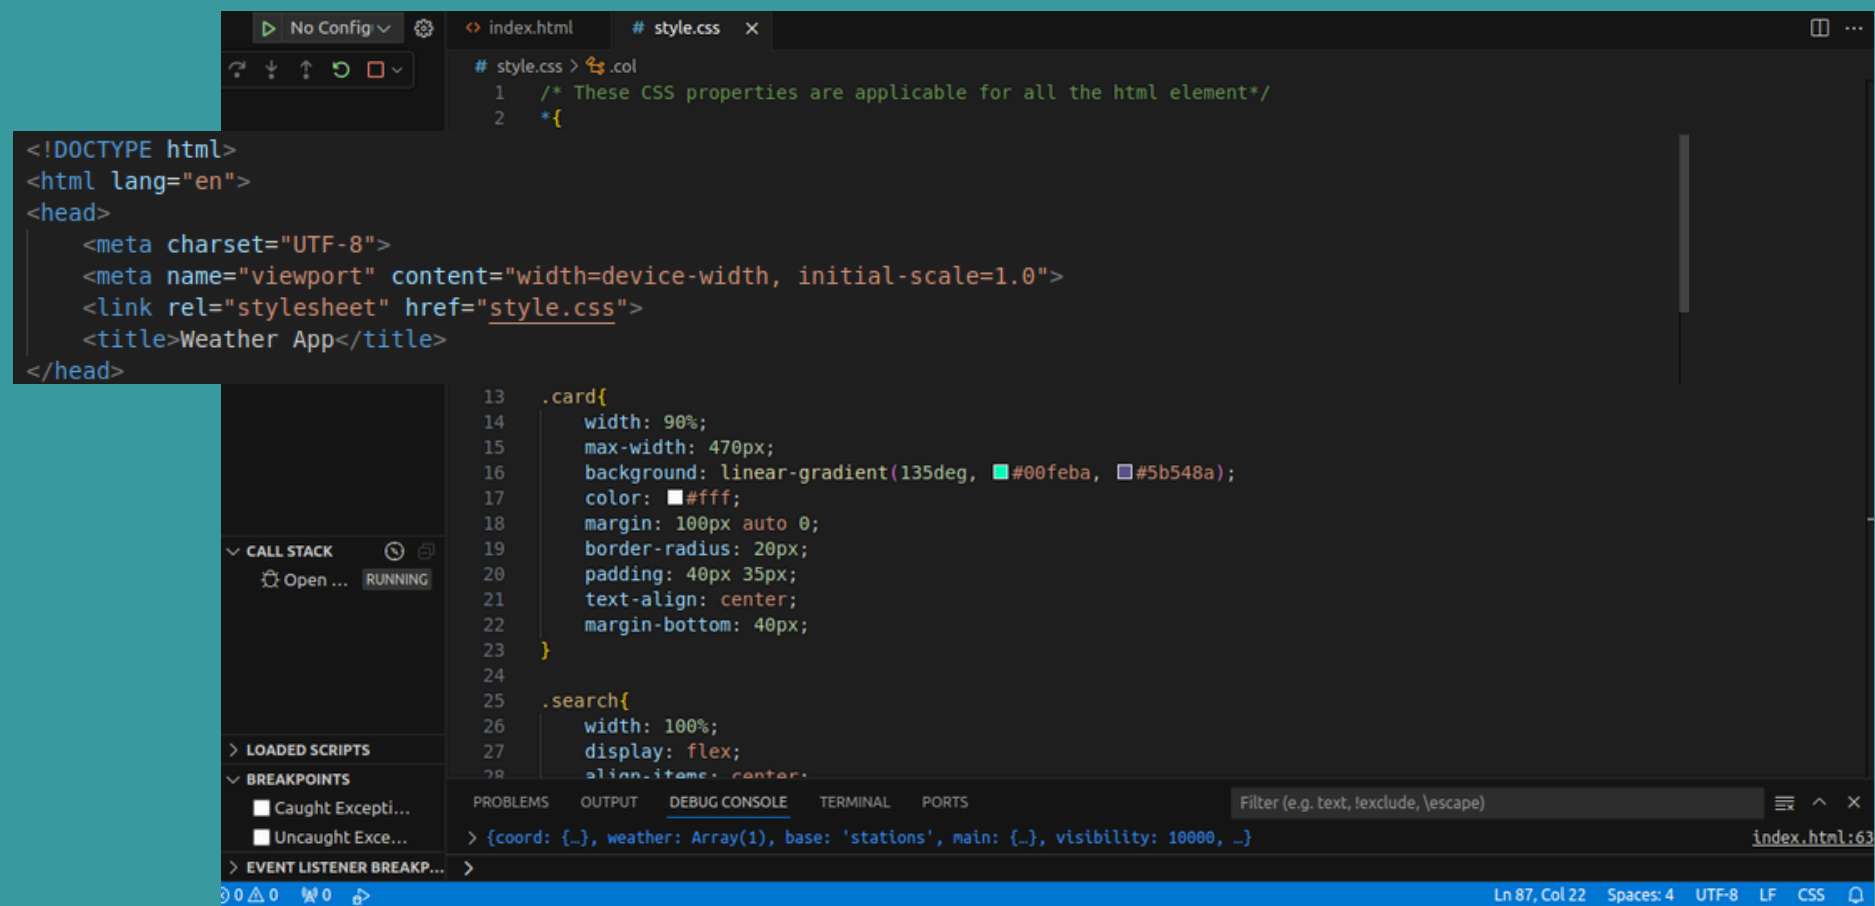 No Config
index.html
# style.css
# style.css > .col
1 /* These CSS properties are applicable for all the html element*/
2 *{
<!DOCTYPE html>
<html lang="en">
<head>
<meta charset="UTF-8">
<meta name="viewport" content="width=device-width, initial-scale=1.0">
<link rel="stylesheet" href="style.css">
<title>Weather App</title>
</head>
13 .card{
14 width: 90%;
15 max-width: 470px;
16 background: linear-gradient(135deg, #00feba, #5b548a);
17 color: #fff;
18 margin: 100px auto 0;
19 border-radius: 20px;
20 padding: 40px 35px;
21 text-align: center;
22 margin-bottom: 40px;
23 }
24
25 .search{
26 width: 100%;
27 display: flex;
28 align-items: center;
CALL STACK
Open ... RUNNING
LOADED SCRIPTS
BREAKPOINTS
Caught Excepti...
Uncaught Exce...
EVENT LISTENER BREAKP...
PROBLEMS OUTPUT DEBUG CONSOLE TERMINAL PORTS
Filter (e.g. text, !exclude, \escape)
> {coord: {…}, weather: Array(1), base: 'stations', main: {…}, visibility: 10000, …}
index.html:63
>
0 0 0
Ln 87, Col 22 Spaces: 4 UTF-8 LF CSS